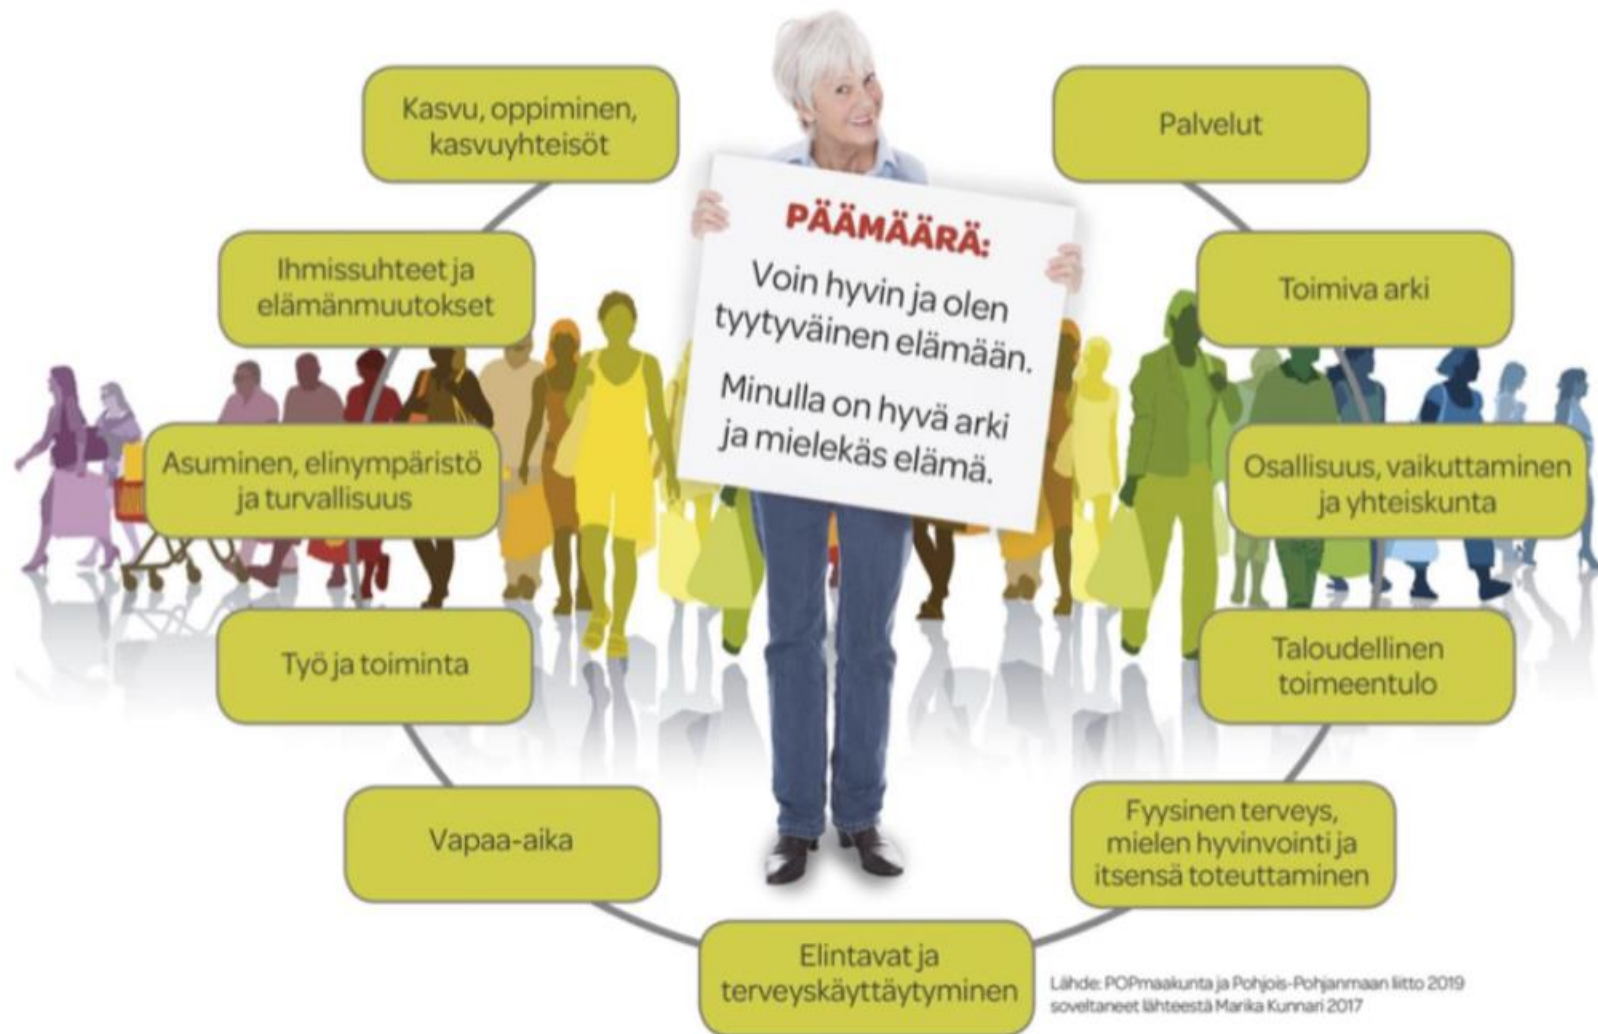 Kasvu, oppiminen,
kasvuyhteisöt
Palvelut
PÄÄMÄÄRÄ:
Voin hyvin ja olen
tyytyväinen elämään.
Minulla on hyvä arki
ja mielekäs elämä.
Ihmissuhteet ja
elämänmuutokset
Toimiva arki
Asuminen, elinympäristö
ja turvallisuus
Osallisuus, vaikuttaminen
ja yhteiskunta
Työ ja toiminta
Taloudellinen
toimeentulo
Vapaa-aika
Fyysinen terveys,
mielen hyvinvointi ja
itsensä toteuttaminen
Elintavat ja
terveyskäyttäytyminen
Lähde: POPmaakunta ja Pohjois-Pohjanmaan liitto 2019
soveltaneet lähteestä Marika Kunnari 2017